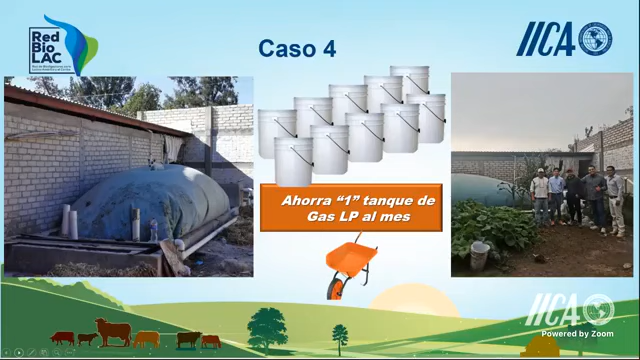 Red
Bio
LAC
Caso 4
IICA
Ahorra “1” tanque de
Gas LP al mes
IICA
Powered by Zoom